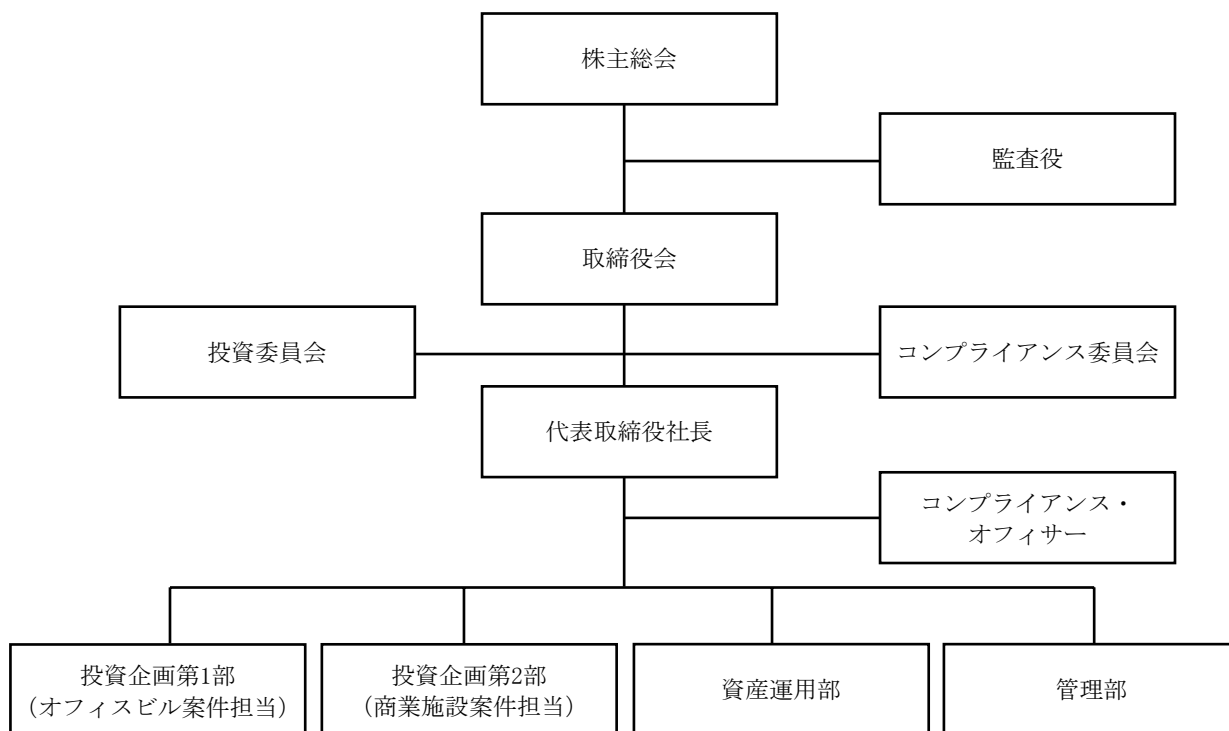 株主総会
監査役
取締役会
投資委員会
コンプライアンス委員会
代表取締役社長
コンプライアンス・
オフィサー
投資企画第1部
(オフィスビル案件担当)
投資企画第2部
(商業施設案件担当)
資産運用部
管理部